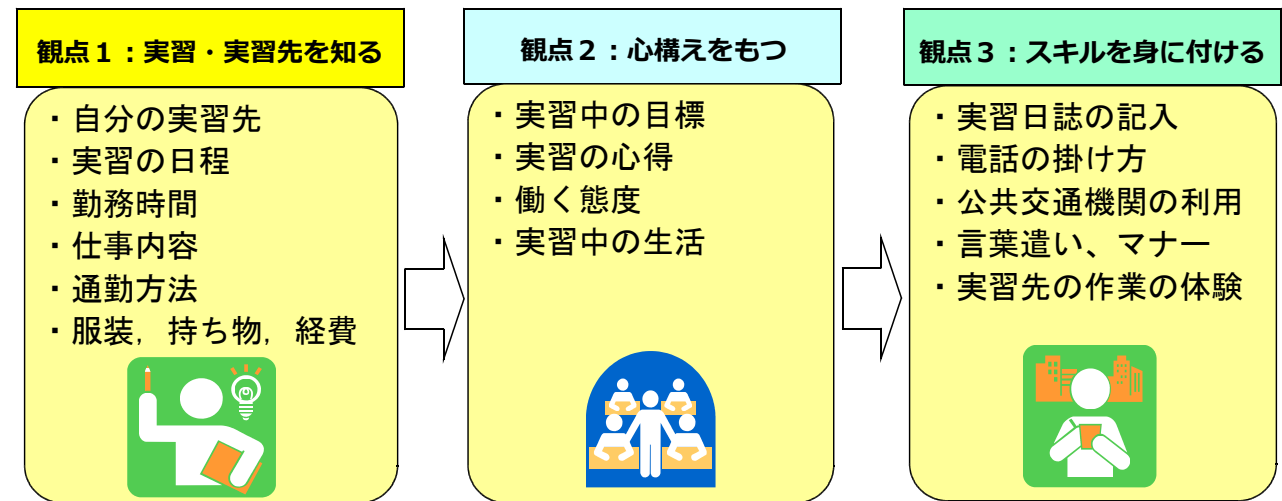 観点１：実習・実習先を知る
・自分の実習先
・実習の日程
・勤務時間
・仕事内容
・通勤方法
・服装，持ち物，経費
観点２：心構えをもつ
・実習中の目標
・実習の心得
・働く態度
・実習中の生活
観点３：スキルを身に付ける
・実習日誌の記入
・電話の掛け方
・公共交通機関の利用
・言葉遣い、マナー
・実習先の作業の体験